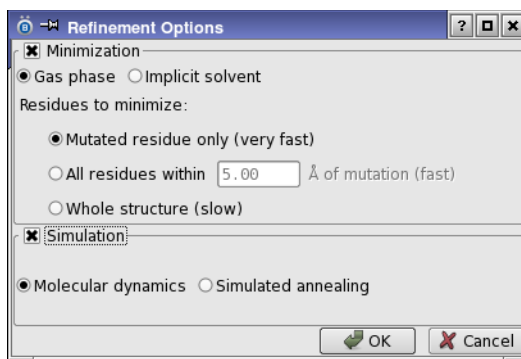 Refinement Options
Minimization
Gas phase Implicit solvent
Residues to minimize:
Mutated residue only (very fast)
All residues within 5.00 Å of mutation (fast)
Whole structure (slow)
Simulation
Molecular dynamics Simulated annealing
OK Cancel